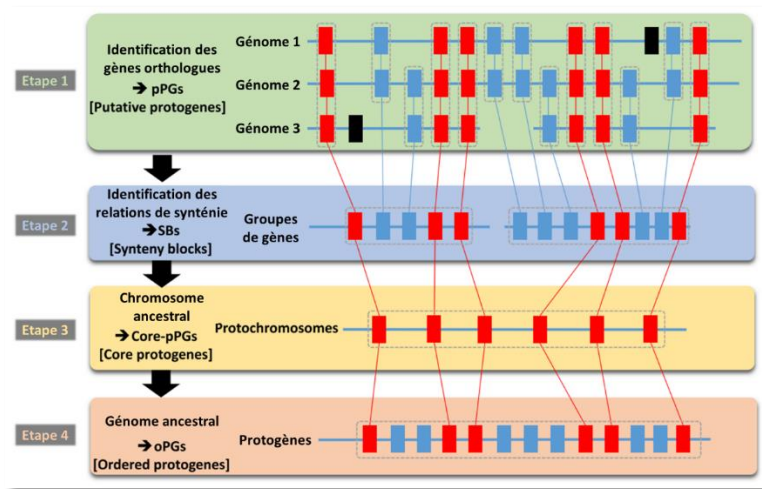 Etape 1
Identification des
gènes orthologues
➔ pPGs
[Putative protogenes]
Génome 1
Génome 2
Génome 3
Etape 2
Identification des
relations de synténie
➔SBs
[Synteny blocks]
Groupes
de gènes
Etape 3
Chromosome
ancestral
➔ Core-pPGs
[Core protogenes]
Protochromosomes
Etape 4
Génome ancestral
➔ oPGs
[Ordered protogenes]
Protogènes